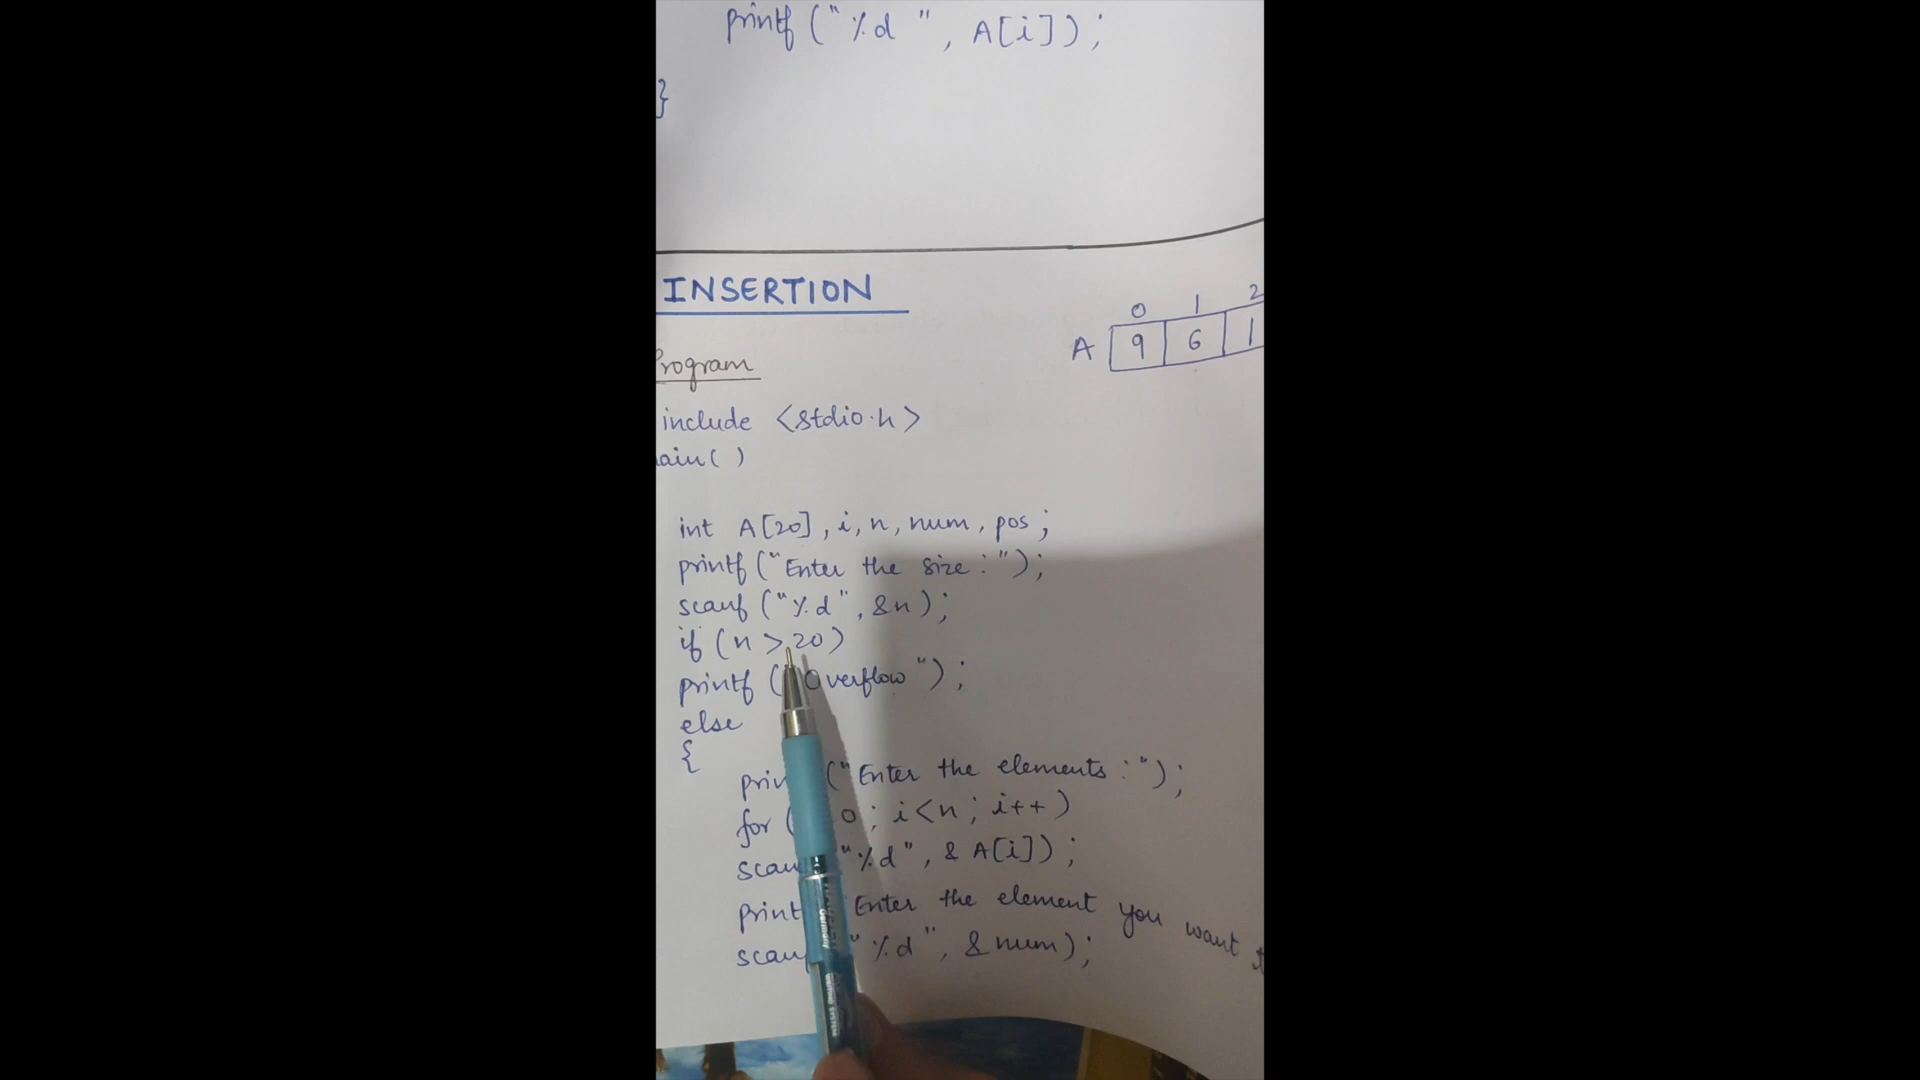 printf ("%d ", A[i]);
}
INSERTION
0 1 2
A 9 6 1
Program
include <stdio.h>
main( )
int A[20], i, n, num, pos;
printf ("Enter the size : ");
scanf ("%d", &n);
if (n > 20)
printf ("Overflow ");
else
{
("Enter the elements : ");
for ( 0 ; i<n ; i++ )
"%d", & A[i]);
Enter the element you want
"%d", & num);